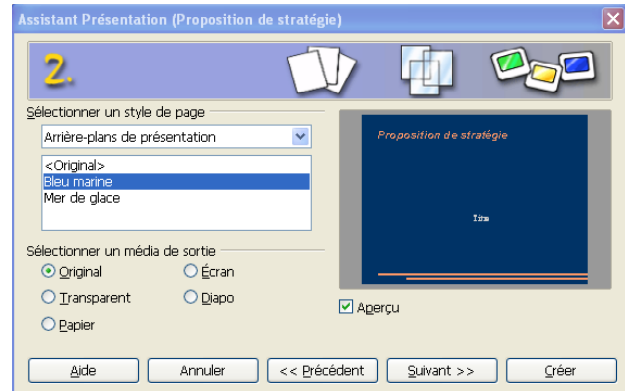 Assistant Présentation (Proposition de stratégie)
2.
Sélectionner un style de page
Arrière-plans de présentation
<Original>
Bleu marine
Mer de glace
Proposition de stratégie
Titre
Sélectionner un média de sortie
Original
Écran
Transparent
Diapo
Papier
Aperçu
Aide
Annuler
<< Précédent
Suivant >>
Créer